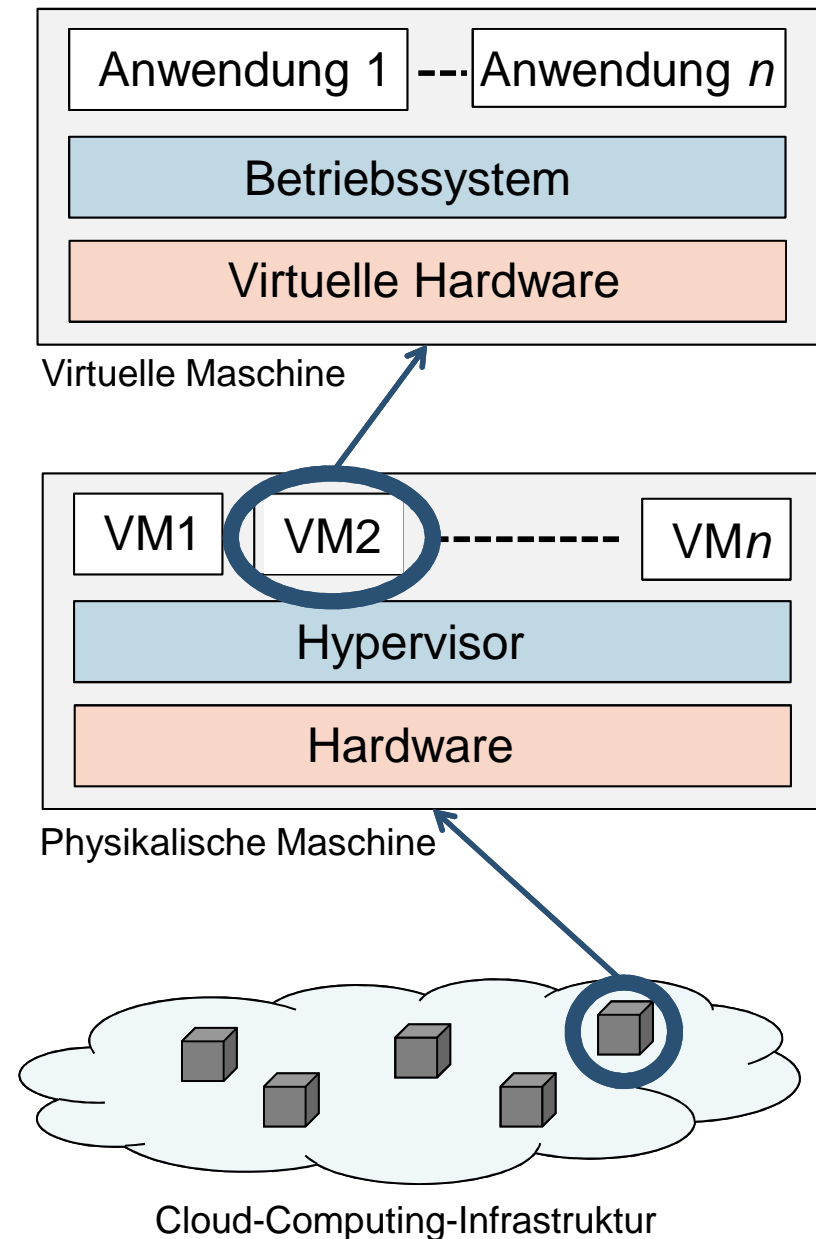 Anwendung 1 ---- Anwendung n
Betriebssystem
Virtuelle Hardware
Virtuelle Maschine
VM1 VM2 VMn
Hypervisor
Hardware
Physikalische Maschine
Cloud-Computing-Infrastruktur